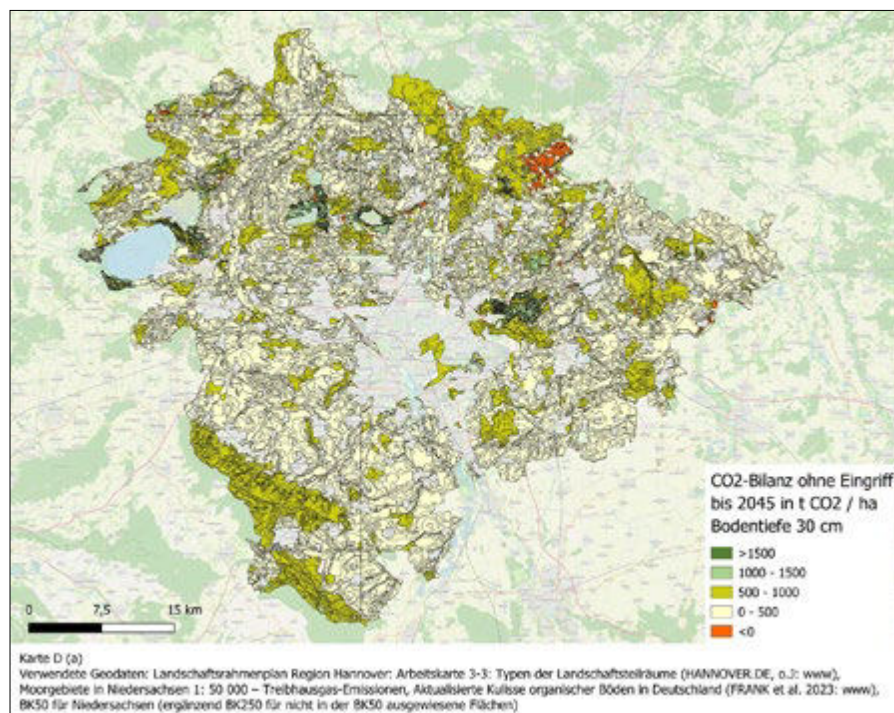 CO2-Bilanz ohne Eingriff
bis 2045 in t CO2 / ha
Bodentiefe 30 cm
>1500
1000 - 1500
500 - 1000
0 - 500
<0
0 7,5 15 km
Karte D (a)
Verwendete Geodaten: Landschaftsrahmenplan Region Hannover: Arbeitskarte 3-3: Typen der Landschaftsteilräume (HANNOVER.DE, o.J: www),
Moorgebiete in Niedersachsen 1: 50 000 – Treibhausgas-Emissionen, Aktualisierte Kulisse organischer Böden in Deutschland (FRANK et al. 2023: www),
BK50 für Niedersachsen (ergänzend BK250 für nicht in der BK50 ausgewiesene Flächen)